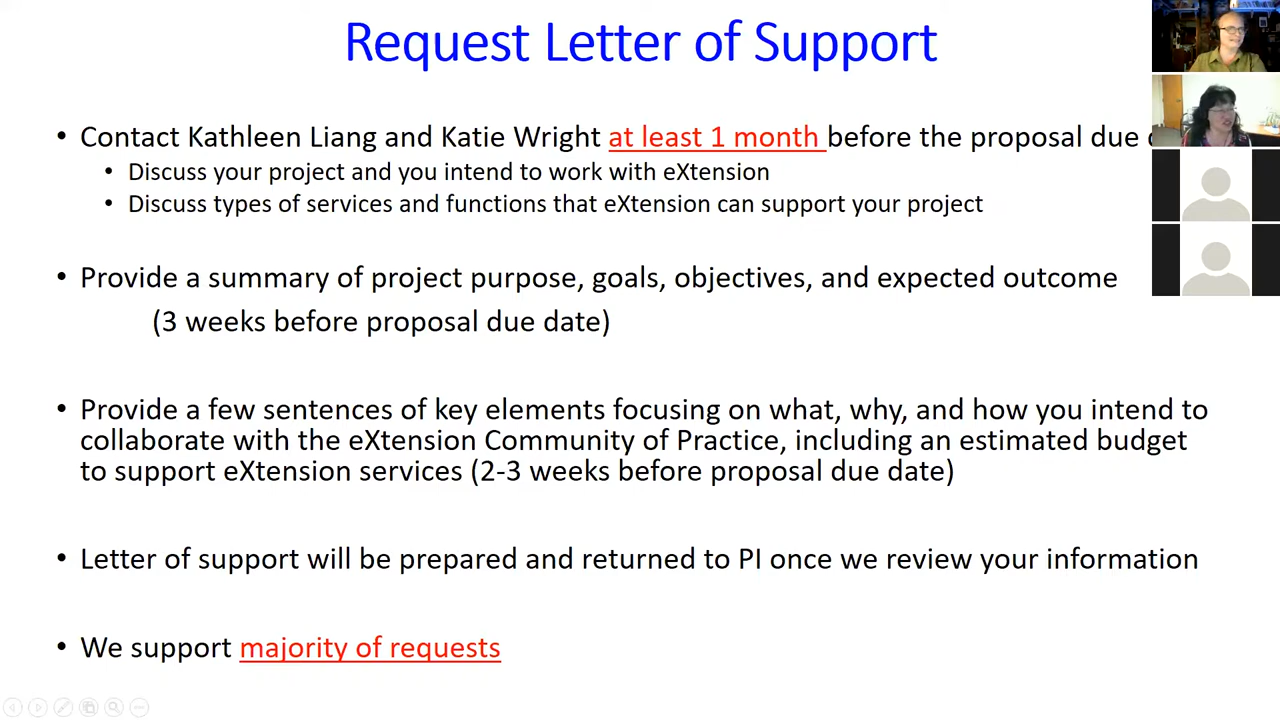 Request Letter of Support
• Contact Kathleen Liang and Katie Wright at least 1 month before the proposal due
• Discuss your project and you intend to work with eXtension
• Discuss types of services and functions that eXtension can support your project
• Provide a summary of project purpose, goals, objectives, and expected outcome
(3 weeks before proposal due date)
• Provide a few sentences of key elements focusing on what, why, and how you intend to
collaborate with the eXtension Community of Practice, including an estimated budget
to support eXtension services (2-3 weeks before proposal due date)
• Letter of support will be prepared and returned to PI once we review your information
• We support majority of requests